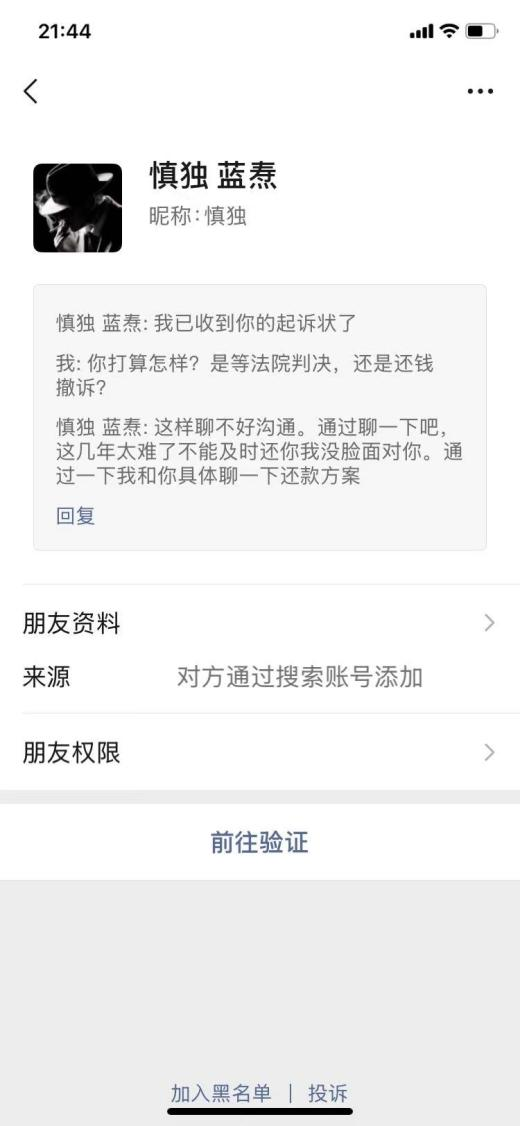 21:44
慎独 蓝焘
昵称:慎独
慎独 蓝焘: 我已收到你的起诉状了
我: 你打算怎样？是等法院判决，还是还钱
撤诉？
慎独 蓝焘: 这样聊不好沟通。通过聊一下吧，
这几年太难了不能及时还你我没脸面对你。通
过一下我和你具体聊一下还款方案
回复
朋友资料
来源 对方通过搜索账号添加
朋友权限
前往验证
加入黑名单 | 投诉